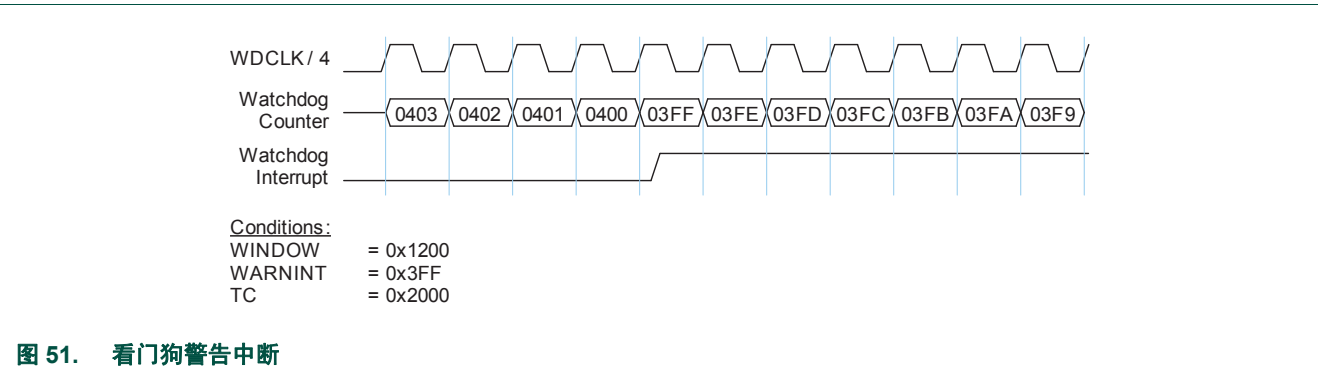 WDCLK / 4
Watchdog
Counter
0403 0402 0401 0400 03FF 03FE 03FD 03FC 03FB 03FA 03F9
Watchdog
Interrupt
Conditions:
WINDOW = 0x1200
WARNINT = 0x3FF
TC = 0x2000
图 51. 看门狗警告中断